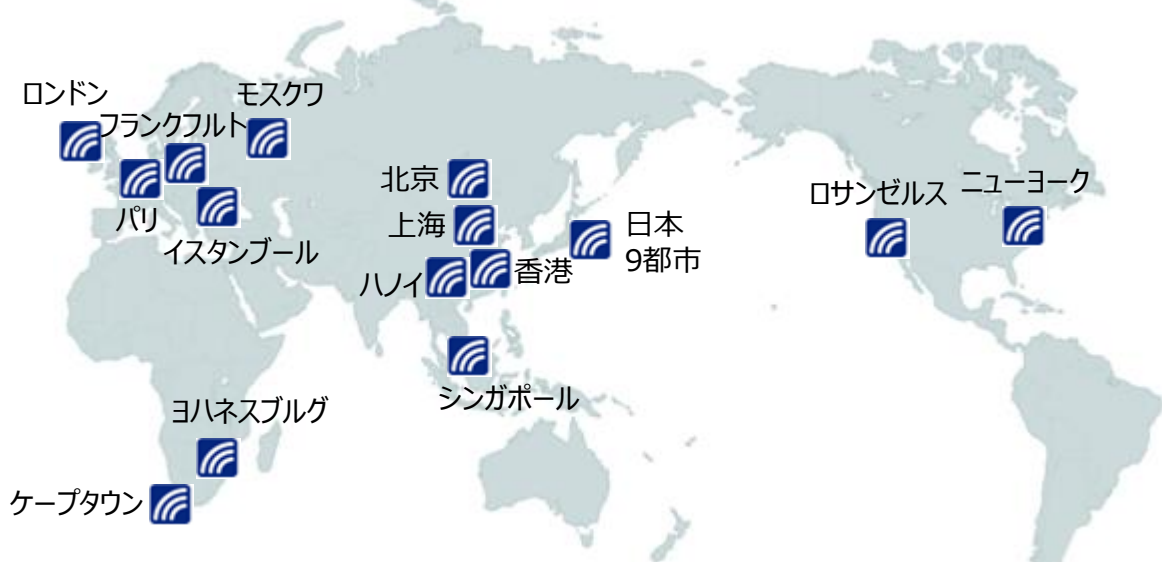 ロンドン
モスクワ
フランクフルト
パリ
イスタンブール
北京
上海
ハノイ
香港
日本
9都市
シンガポール
ヨハネスブルグ
ケープタウン
ロサンゼルス
ニューヨーク